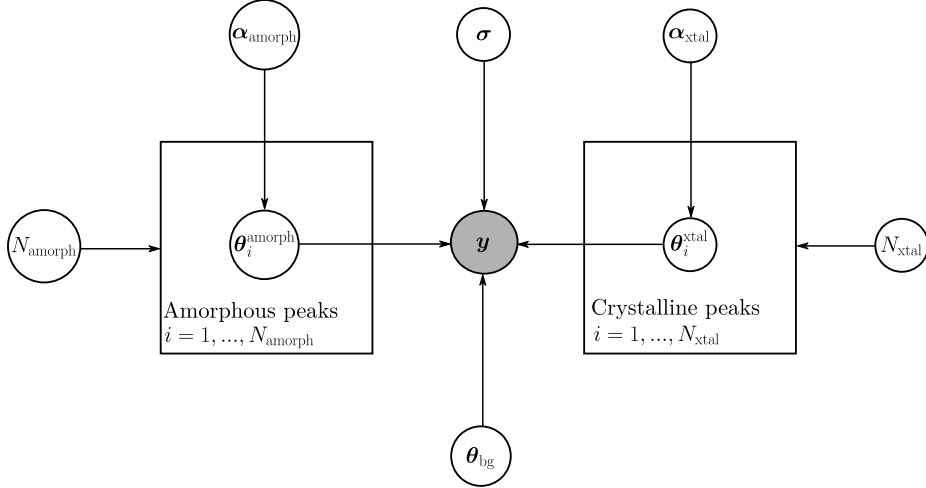 α_amorph
σ
α_xtal
N_amorph
θ_i^amorph
y
θ_i^xtal
N_xtal
Amorphous peaks
i = 1, ..., N_amorph
Crystalline peaks
i = 1, ..., N_xtal
θ_bg